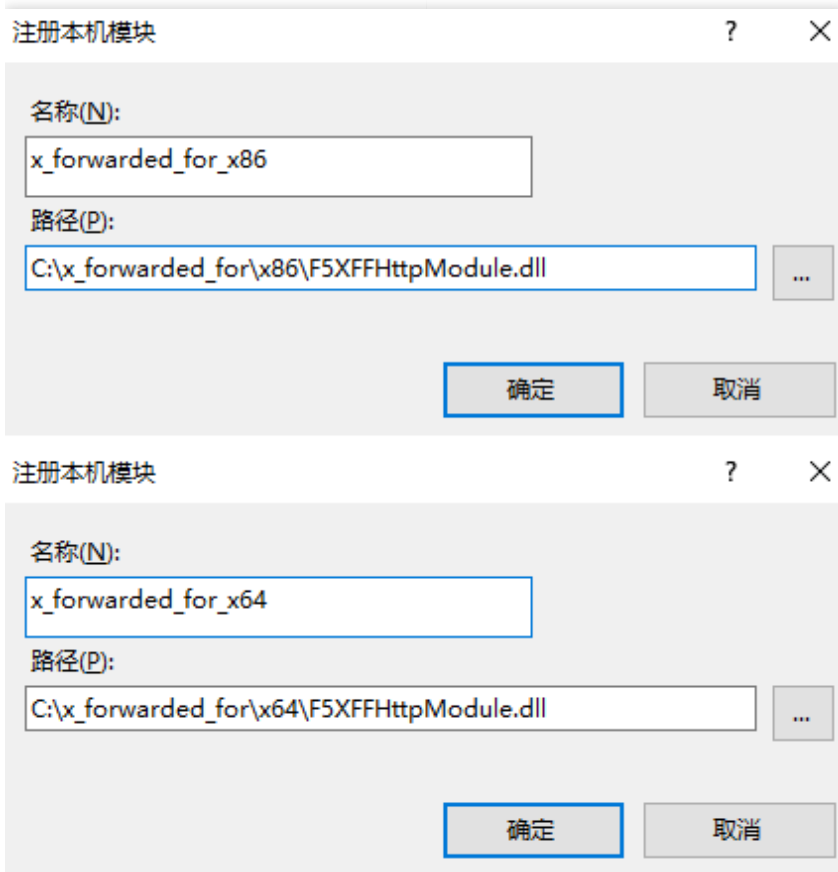 注册本机模块 ?
名称(N):
x_forwarded_for_x86
路径(P):
C:\x_forwarded_for\x86\F5XFFHttpModule.dll ...
确定 取消
注册本机模块 ?
名称(N):
x_forwarded_for_x64
路径(P):
C:\x_forwarded_for\x64\F5XFFHttpModule.dll ...
确定 取消